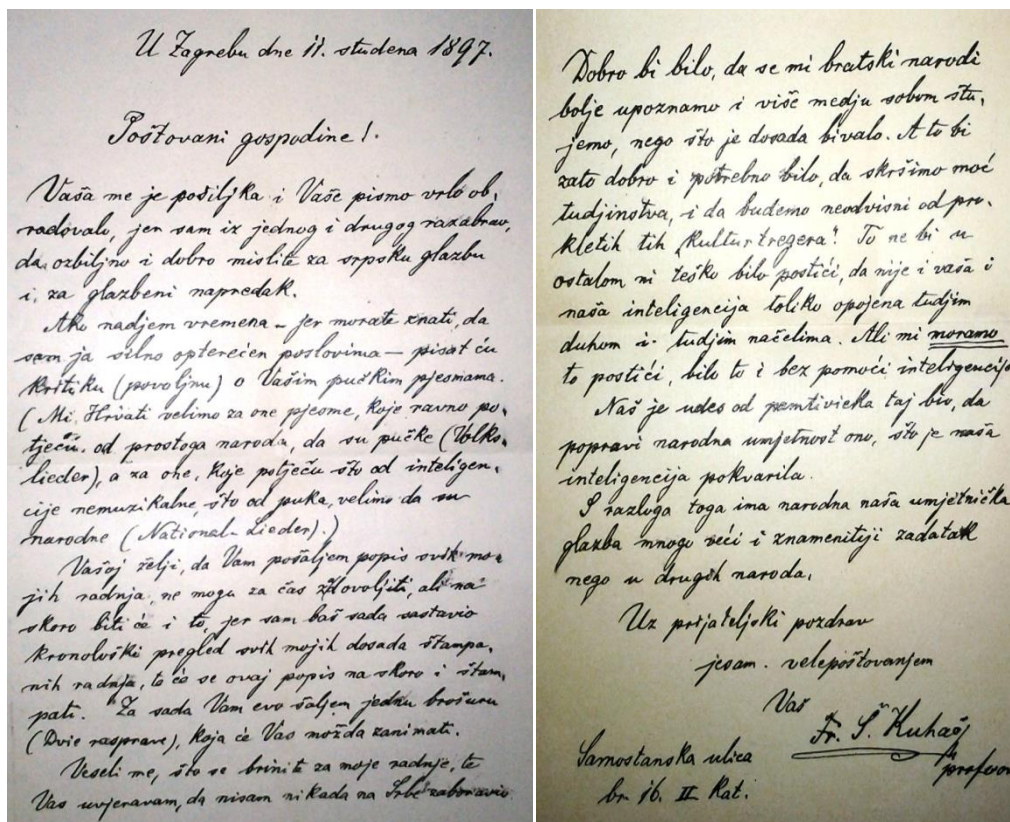 U Zagrebu dne 11. studena 1897.
Poštovani gospodine!
Vaša me je pošiljka i Vaše pismo vrlo ob-
radovalo, jer sam iz jednog i drugog razabrao,
da ozbiljno i dobro mislite za srpsku glazbu
i za glazbeni napredak.
Ako nadjem vremena – jer morate znati, da
sam ja silno opterećen poslovima – pisat ću
kritiku (povoljnu) o Vašim pučkim pjesmama.
(Mi Hrvati velimo za one pjesme, koje ravno po-
tječu od prostoga naroda, da su pučke (Volks-
lieder), a za one, koje potječu što od inteligen-
cije nemuzikalne, što od puka, velimo da su
narodne (National-Lieder).)
Vašoj želji, da Vam pošaljem popis svih mo-
jih radnja, ne mogu za čas zadovoljiti, ali na
skoro biti će i to, jer sam baš sada sastavio
kronološki pregled svih mojih dosada štampa-
nih radnja, te će se ovaj popis na skoro i štam-
pati. Za sada Vam evo šaljem jednu brošuru
(Dvie rasprave), koja će Vas možda zanimati.
Veseli me, što se brinite za moje radnje, te
Vas uvjeravam, da nisam nikada na Srbe zaboravio.
Dobro bi bilo, da se mi bratski narodi
bolje upoznamo i više medju sobom štu-
jemo, nego što je dosada bivalo. A to bi
zato dobro i potrebno bilo, da skršimo moć
tudjinstva, i da budemo neodvisni od pro-
kletih tih „Kulturtregera". To ne bi u
ostalom ni teško bilo postići, da nije i vaša i
naša inteligencija toliko opojena tudjim
duhom i tudjim načelima. Ali mi moramo
to postići, bilo to i bez pomoći inteligencije.
Naš je udes od pamtivieka taj bio, da
popravi narodna umjetnost ono, što je naša
inteligencija pokvarila.
S razloga toga ima narodna naša umjetnička
glazba mnogo veći i znamenitiji zadatak
nego u drugih naroda.
Uz prijateljski pozdrav
jesam velepoštovanjem
Vaš
Fr. Š. Kuhač
profesor
Samostanska ulica
br. 16. II kat.